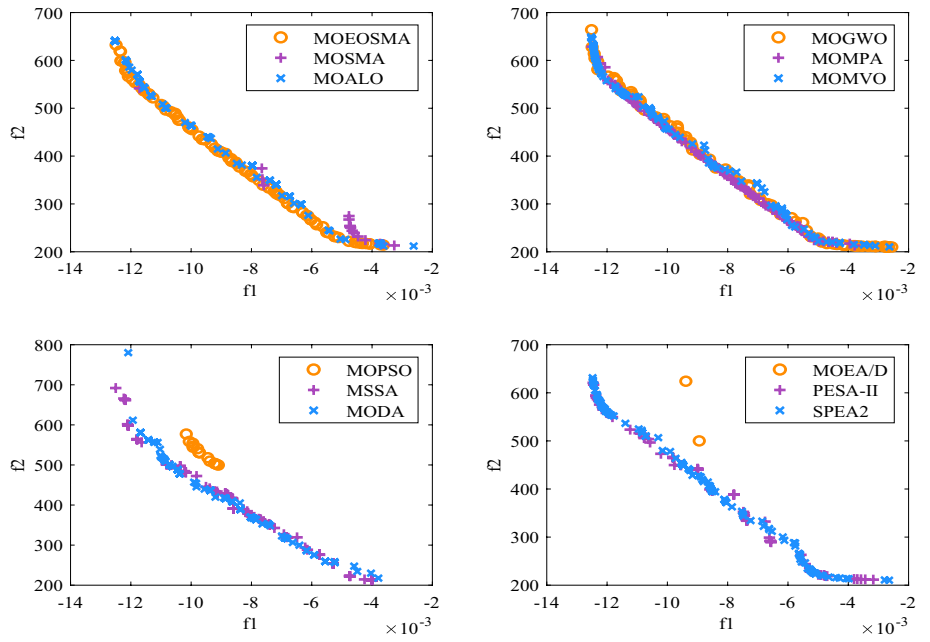 700
600
500
400
300
200
f2
-14
-12
-10
-8
-6
-4
-2
f1
×10⁻³
MOEOSMA
MOSMA
MOALO
700
600
500
400
300
200
f2
-14
-12
-10
-8
-6
-4
-2
f1
×10⁻³
MOGWO
MOMPA
MOMVO
800
700
600
500
400
300
200
f2
-14
-12
-10
-8
-6
-4
-2
f1
×10⁻³
MOPSO
MSSA
MODA
700
600
500
400
300
200
f2
-14
-12
-10
-8
-6
-4
-2
f1
×10⁻³
MOEA/D
PESA-II
SPEA2